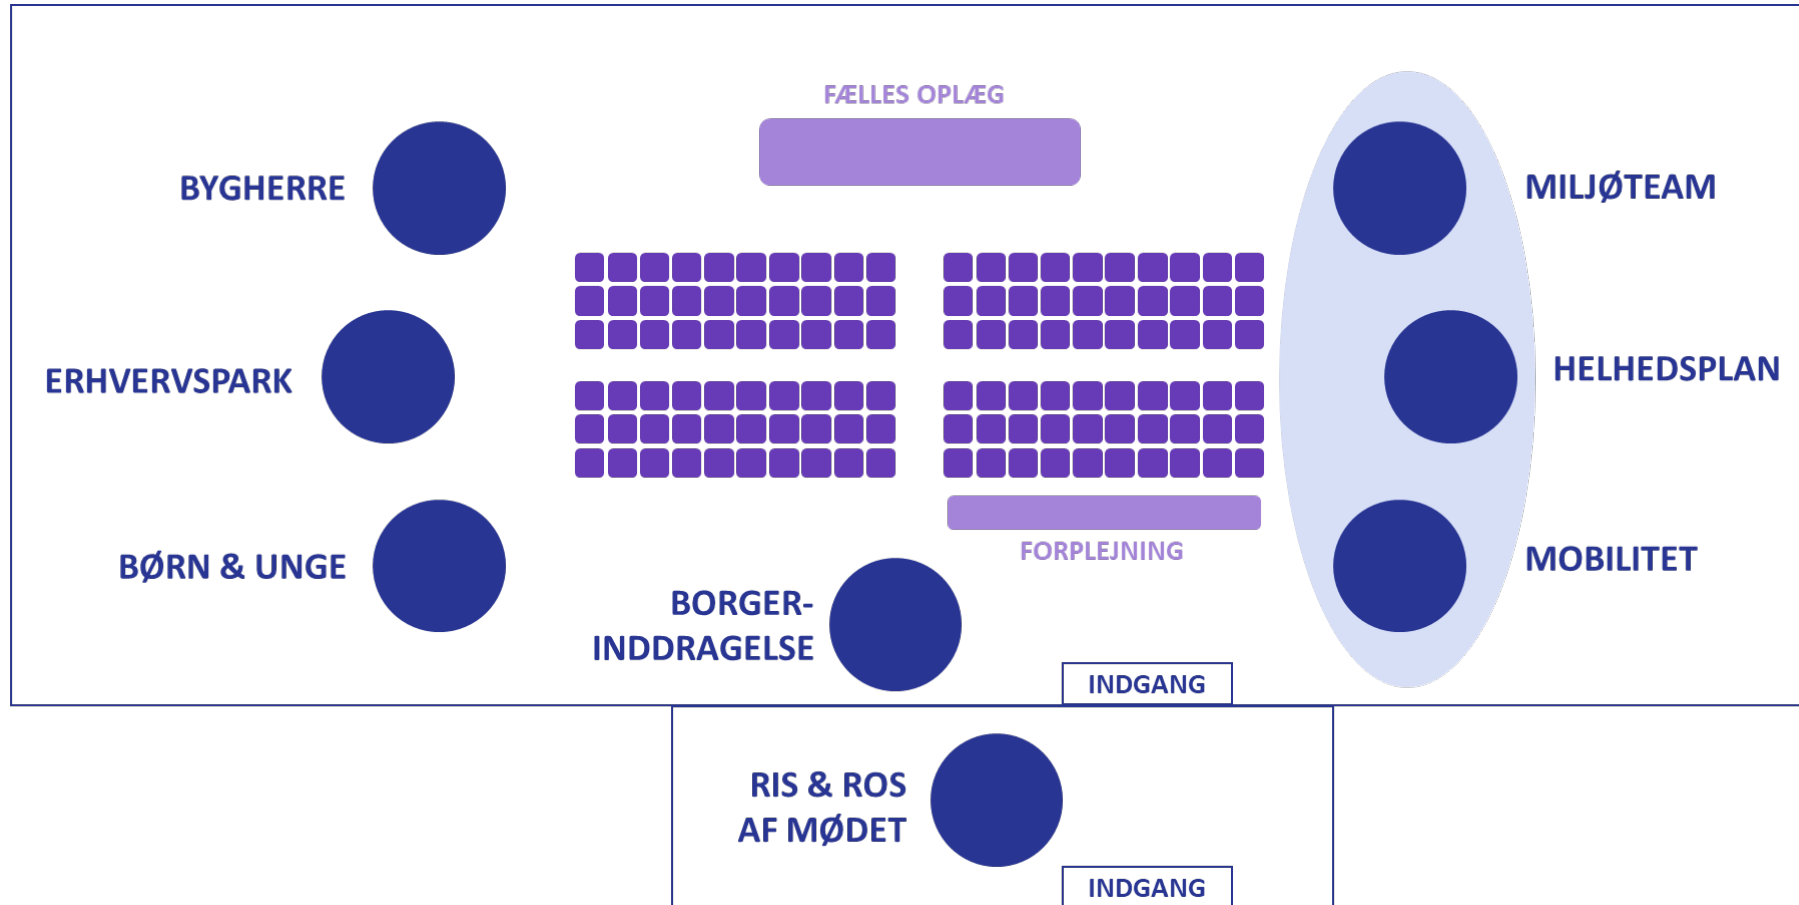 FÆLLES OPLÆG
BYGHERRE
MILJØTEAM
ERHVERVSPARK
HELHEDSPLAN
BØRN & UNGE
FORPLEJNING
MOBILITET
BORGER-
INDDRAGELSE
INDGANG
RIS & ROS
AF MØDET
INDGANG